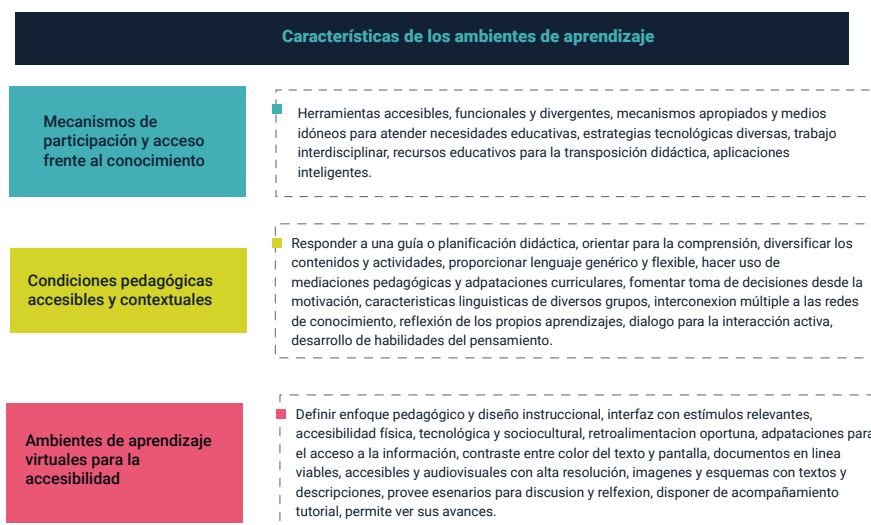 Características de los ambientes de aprendizaje
Mecanismos de
participación y acceso
frente al conocimiento
Herramientas accesibles, funcionales y divergentes, mecanismos apropiados y medios
idóneos para atender necesidades educativas, estrategias tecnológicas diversas, trabajo
interdisciplinar, recursos educativos para la transposición didáctica, aplicaciones
inteligentes.
Condiciones pedagógicas
accesibles y contextuales
Responder a una guía o planificación didáctica, orientar para la comprensión, diversificar los
contenidos y actividades, proporcionar lenguaje genérico y flexible, hacer uso de
mediaciones pedagógicas y adpataciones curriculares, fomentar toma de decisiones desde la
motivación, caracteristicas linguisticas de diversos grupos, interconexion múltiple a las redes
de conocimiento, reflexión de los propios aprendizajes, dialogo para la interacción activa,
desarrollo de habilidades del pensamiento.
Ambientes de aprendizaje
virtuales para la
accesibilidad
Definir enfoque pedagógico y diseño instruccional, interfaz con estímulos relevantes,
accesibilidad física, tecnológica y sociocultural, retroalimentacion oportuna, adpataciones para
el acceso a la información, contraste entre color del texto y pantalla, documentos en linea
viables, accesibles y audiovisuales con alta resolución, imagenes y esquemas con textos y
descripciones, provee esenarios para discusion y relfexion, disponer de acompañamiento
tutorial, permite ver sus avances.